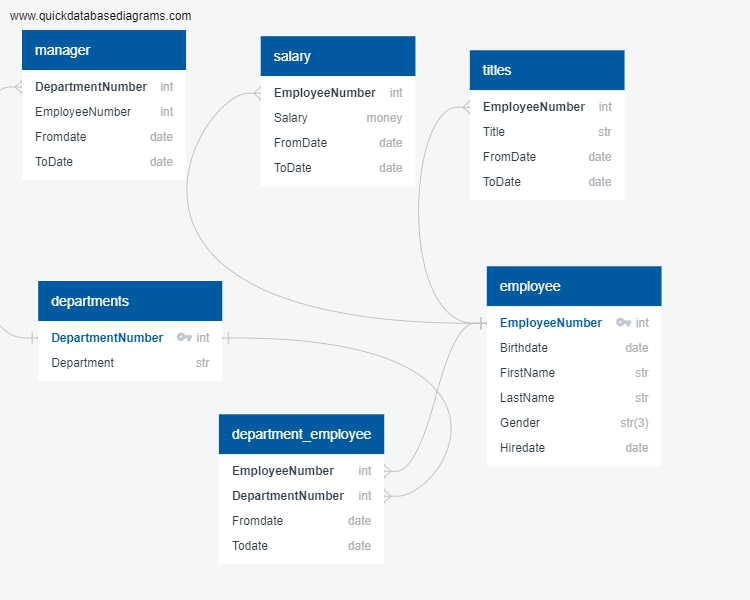 www.quickdatabasediagrams.com
manager
DepartmentNumber int
EmployeeNumber int
Fromdate date
ToDate date
salary
EmployeeNumber int
Salary money
FromDate date
ToDate date
titles
EmployeeNumber int
Title str
FromDate date
ToDate date
departments
DepartmentNumber int
Department str
employee
EmployeeNumber int
Birthdate date
FirstName str
LastName str
Gender str(3)
Hiredate date
department_employee
EmployeeNumber int
DepartmentNumber int
Fromdate date
Todate date